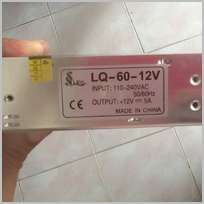 LQ-60-12V
INPUT: 110-240VAC
50/60Hz
OUTPUT: +12V 5A
MADE IN CHINA